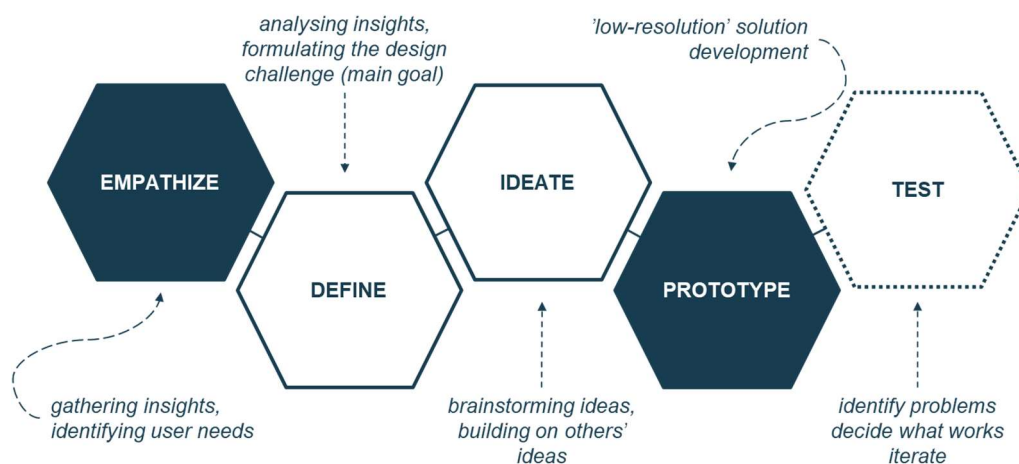 analysing insights,
formulating the design
challenge (main goal)
'low-resolution' solution
development
EMPATHIZE
IDEATE
TEST
DEFINE
PROTOTYPE
gathering insights,
identifying user needs
brainstorming ideas,
building on others'
ideas
identify problems
decide what works
iterate